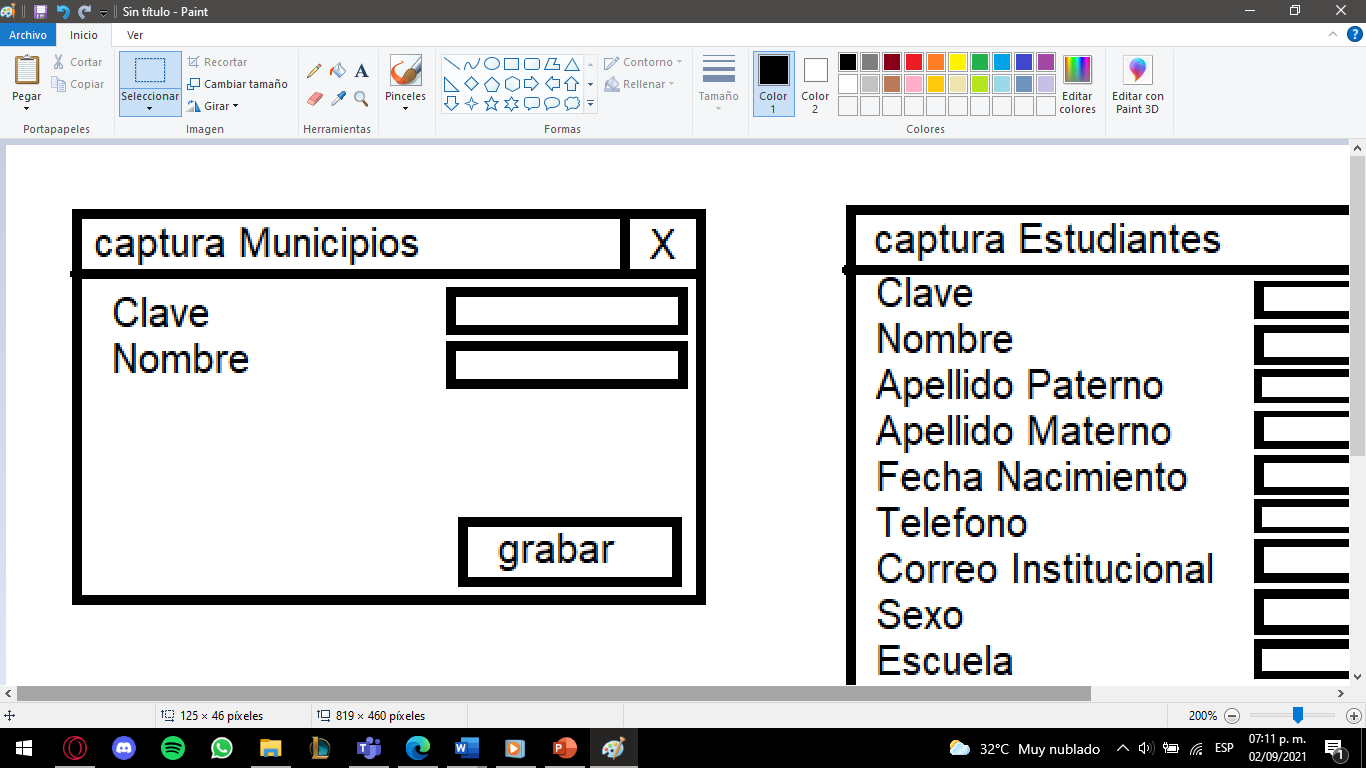 Sin título - Paint
Archivo Inicio Ver
Pegar
Cortar
Copiar
Portapapeles
Seleccionar
Recortar
Cambiar tamaño
Girar
Imagen
A
Herramientas
Pinceles
Contorno
Rellenar
Formas
Tamaño
Color
1
Color
2
Editar
colores
Colores
Editar con
Paint 3D
captura Municipios X
Clave
Nombre
grabar
captura Estudiantes
Clave
Nombre
Apellido Paterno
Apellido Materno
Fecha Nacimiento
Telefono
Correo Institucional
Sexo
Escuela
125 × 46 píxeles 819 × 460 píxeles 200%
32°C Muy nublado ESP 07:11 p. m.
02/09/2021
1